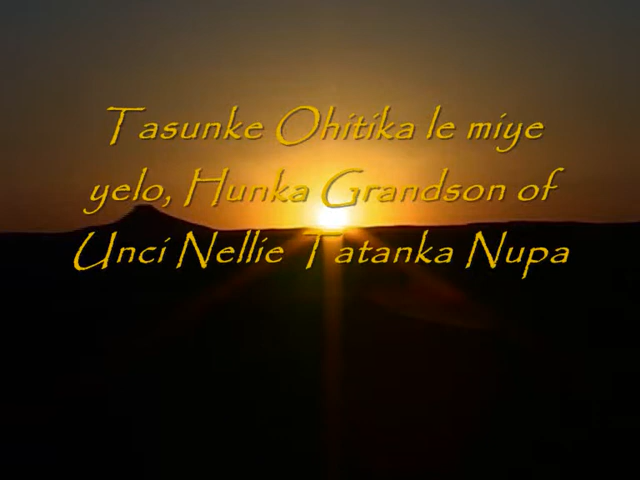 Tasunke Ohitika le miye
yelo, Hunka Grandson of
Unci Nellie Tatanka Nupa